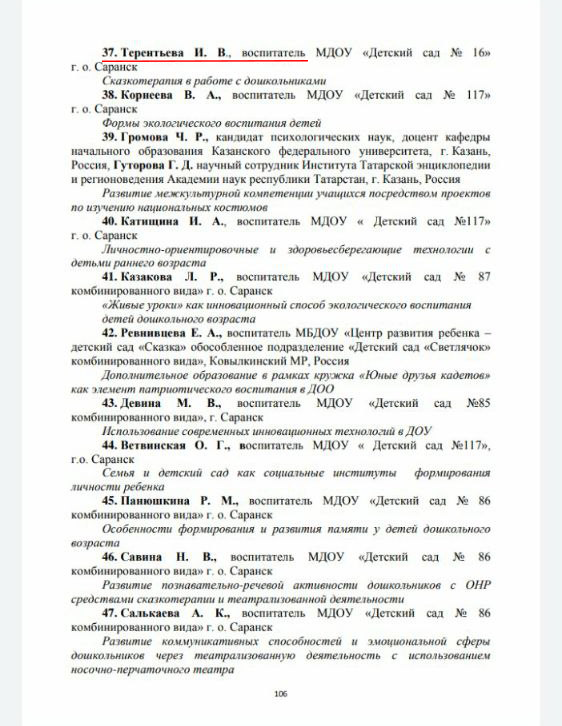 37. Терентьева И. В., воспитатель МДОУ «Детский сад № 16»
г. о. Саранск
Сказкотерапия в работе с дошкольниками
38. Корнеева В. А., воспитатель МДОУ «Детский сад № 117»
г. о. Саранск
Формы экологического воспитания детей
39. Громова Ч. Р., кандидат психологических наук, доцент кафедры
начального образования Казанского федерального университета, г. Казань,
Россия, Гуторова Г. Д. научный сотрудник Института Татарской энциклопедии
и регионоведения Академии наук республики Татарстан, г. Казань, Россия
Развитие межкультурной компетенции учащихся посредством проектов
по изучению национальных костюмов
40. Катищина И. А., воспитатель МДОУ « Детский сад №117»
г. о. Саранск
Личностно-ориентировочные и здоровьесберегающие технологии с
детьми раннего возраста
41. Казакова Л. Р., воспитатель МДОУ «Детский сад № 87
комбинированного вида» г. о. Саранск
«Живые уроки» как инновационный способ экологического воспитания
детей дошкольного возраста
42. Ревнивцева Е. А., воспитатель МБДОУ «Центр развития ребенка –
детский сад «Сказка» обособленное подразделение «Детский сад «Светлячок»
комбинированного вида», Ковылкинский МР, Россия
Дополнительное образование в рамках кружка «Юные друзья кадетов»
как элемент патриотического воспитания в ДОО
43. Девина М. В., воспитатель МДОУ «Детский сад №85
комбинированного вида», г. Саранск
Использование современных инновационных технологий в ДОУ
44. Ветвинская О. Г., воспитатель МДОУ « Детский сад №117»,
г.о. Саранск
Семья и детский сад как социальные институты формирования
личности ребенка
45. Панюшкина Р. М., воспитатель МДОУ «Детский сад № 86
комбинированного вида» г. о. Саранск
Особенности формирования и развития памяти у детей дошкольного
возраста
46. Савина Н. В., воспитатель МДОУ «Детский сад № 86
комбинированного вида» г. о. Саранск
Развитие познавательно-речевой активности дошкольников с ОНР
средствами сказкотерапии и театрализованной деятельности
47. Салькаева А. К., воспитатель МДОУ «Детский сад № 86
комбинированного вида» г. о. Саранск
Развитие коммуникативных способностей и эмоциональной сферы
дошкольников через театрализованную деятельность с использованием
носочно-перчаточного театра
106